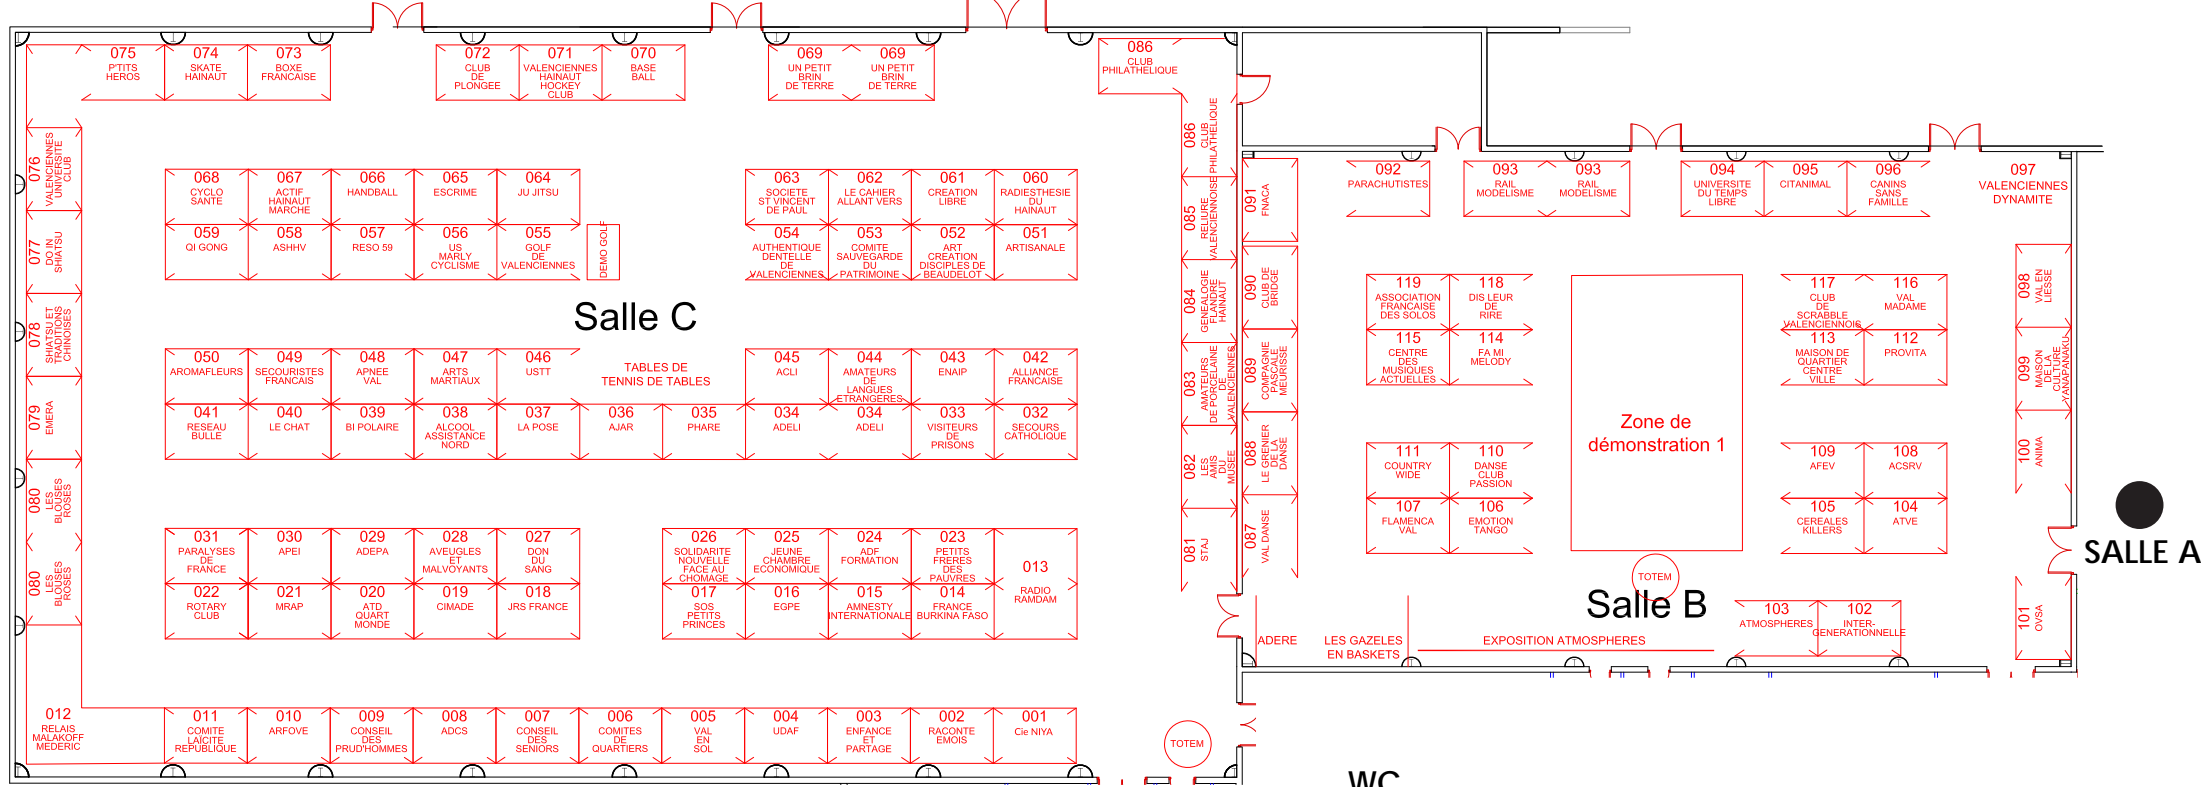 075
P'TITS
HEROS
074
SKATE
HAINAUT
073
BOXE
FRANCAISE
072
CLUB
DE
PLONGEE
071
VALENCIENNES
HAINAUT
HOCKEY
CLUB
070
BASE
BALL
069
UN PETIT
BRIN
DE TERRE
069
UN PETIT
BRIN
DE TERRE
086
CLUB
PHILATHELIQUE
076
VALENCIENNES
UNIVERSITE
CLUB
077
DO IN
SHIATSU
078
SHIATSU ET
TRADITIONS
CHINOISES
079
EMERA
080
LES
BLOUSES
ROSES
080
LES
BLOUSES
ROSES
012
RELAIS
MALAKOFF
MEDERIC
068
CYCLO
SANTE
067
ACTIF
HAINAUT
MARCHE
066
HANDBALL
065
ESCRIME
064
JU JITSU
059
QI GONG
058
ASHHV
057
RESO 59
056
US
MARLY
CYCLISME
055
GOLF
DE
VALENCIENNES
DEMO GOLF
063
SOCIETE
ST VINCENT
DE PAUL
062
LE CAHIER
ALLANT VERS
061
CREATION
LIBRE
060
RADIESTHESIE
DU
HAINAUT
054
AUTHENTIQUE
DENTELLE
DE
VALENCIENNES
053
COMITE
SAUVEGARDE
DU
PATRIMOINE
052
ART
CREATION
DISCIPLES DE
BEAUDELOT
051
ARTISANALE
Salle C
050
AROMAFLEURS
049
SECOURISTES
FRANCAIS
048
APNEE
VAL
047
ARTS
MARTIAUX
046
USTT
TABLES DE
TENNIS DE TABLES
045
ACLI
044
AMATEURS
DE
LANGUES
ETRANGERES
043
ENAIP
042
ALLIANCE
FRANCAISE
041
RESEAU
BULLE
040
LE CHAT
039
BI POLAIRE
038
ALCOOL
ASSISTANCE
NORD
037
LA POSE
036
AJAR
035
PHARE
034
ADELI
034
ADELI
033
VISITEURS
DE
PRISONS
032
SECOURS
CATHOLIQUE
031
PARALYSES
DE
FRANCE
030
APEI
029
ADEPA
028
AVEUGLES
ET
MALVOYANTS
027
DON
DU
SANG
026
SOLIDARITE
NOUVELLE
FACE AU
CHOMAGE
025
JEUNE
CHAMBRE
ECONOMIQUE
024
ADF
FORMATION
023
PETITS
FRERES
DES
PAUVRES
013
RADIO
RAMDAM
022
ROTARY
CLUB
021
MRAP
020
ATD
QUART
MONDE
019
CIMADE
018
JRS FRANCE
017
SOS
PETITS
PRINCES
016
EGPE
015
AMNESTY
INTERNATIONALE
014
FRANCE
BURKINA FASO
011
COMITE
LAÏCITE
REPUBLIQUE
010
ARFOVE
009
CONSEIL
DES
PRUD'HOMMES
008
ADCS
007
CONSEIL
DES
SENIORS
006
COMITES
DE
QUARTIERS
005
VAL
EN
SOL
004
UDAF
003
ENFANCE
ET
PARTAGE
002
RACONTE
EMOIS
001
Cie NIYA
TOTEM
086
CLUB
PHILATHELIQUE
085
RELIURE
VALENCIENNOISE
084
GENEALOGIE
FLANDRE
HAINAUT
083
AMATEURS
DE PORCELAINE
DE
VALENCIENNES
082
LES
AMIS
DU
MUSEE
081
STAJ
091
FNACA
090
CLUB DE
BRIDGE
089
COMPAGNIE
PASCALE
MEURISSE
088
LE GRENIER
DE LA
DANSE
087
VAL DANSE
092
PARACHUTISTES
093
RAIL
MODELISME
093
RAIL
MODELISME
094
UNIVERSITE
DU TEMPS
LIBRE
095
CITANIMAL
096
CANINS
SANS
FAMILLE
097
VALENCIENNES
DYNAMITE
119
ASSOCIATION
FRANCAISE
DES SOLOS
118
DIS LEUR
DE
RIRE
115
CENTRE
DES
MUSIQUES
ACTUELLES
114
FA MI
MELODY
117
CLUB
DE
SCRABBLE
VALENCIENNOIS
116
VAL
MADAME
113
MAISON DE
QUARTIER
CENTRE
VILLE
112
PROVITA
Zone de
démonstration 1
111
COUNTRY
WIDE
110
DANSE
CLUB
PASSION
107
FLAMENCA
VAL
106
EMOTION
TANGO
109
AFEV
108
ACSRV
105
CEREALES
KILLERS
104
ATVE
098
VAL EN
LIESSE
099
MAISON
DE LA
CULTURE
YANAPANAKU
100
ANIMA
101
OVSA
SALLE A
TOTEM
Salle B
103
ATMOSPHERES
102
INTER-
GENERATIONNELLE
ADERE
LES GAZELES
EN BASKETS
EXPOSITION ATMOSPHERES
WC